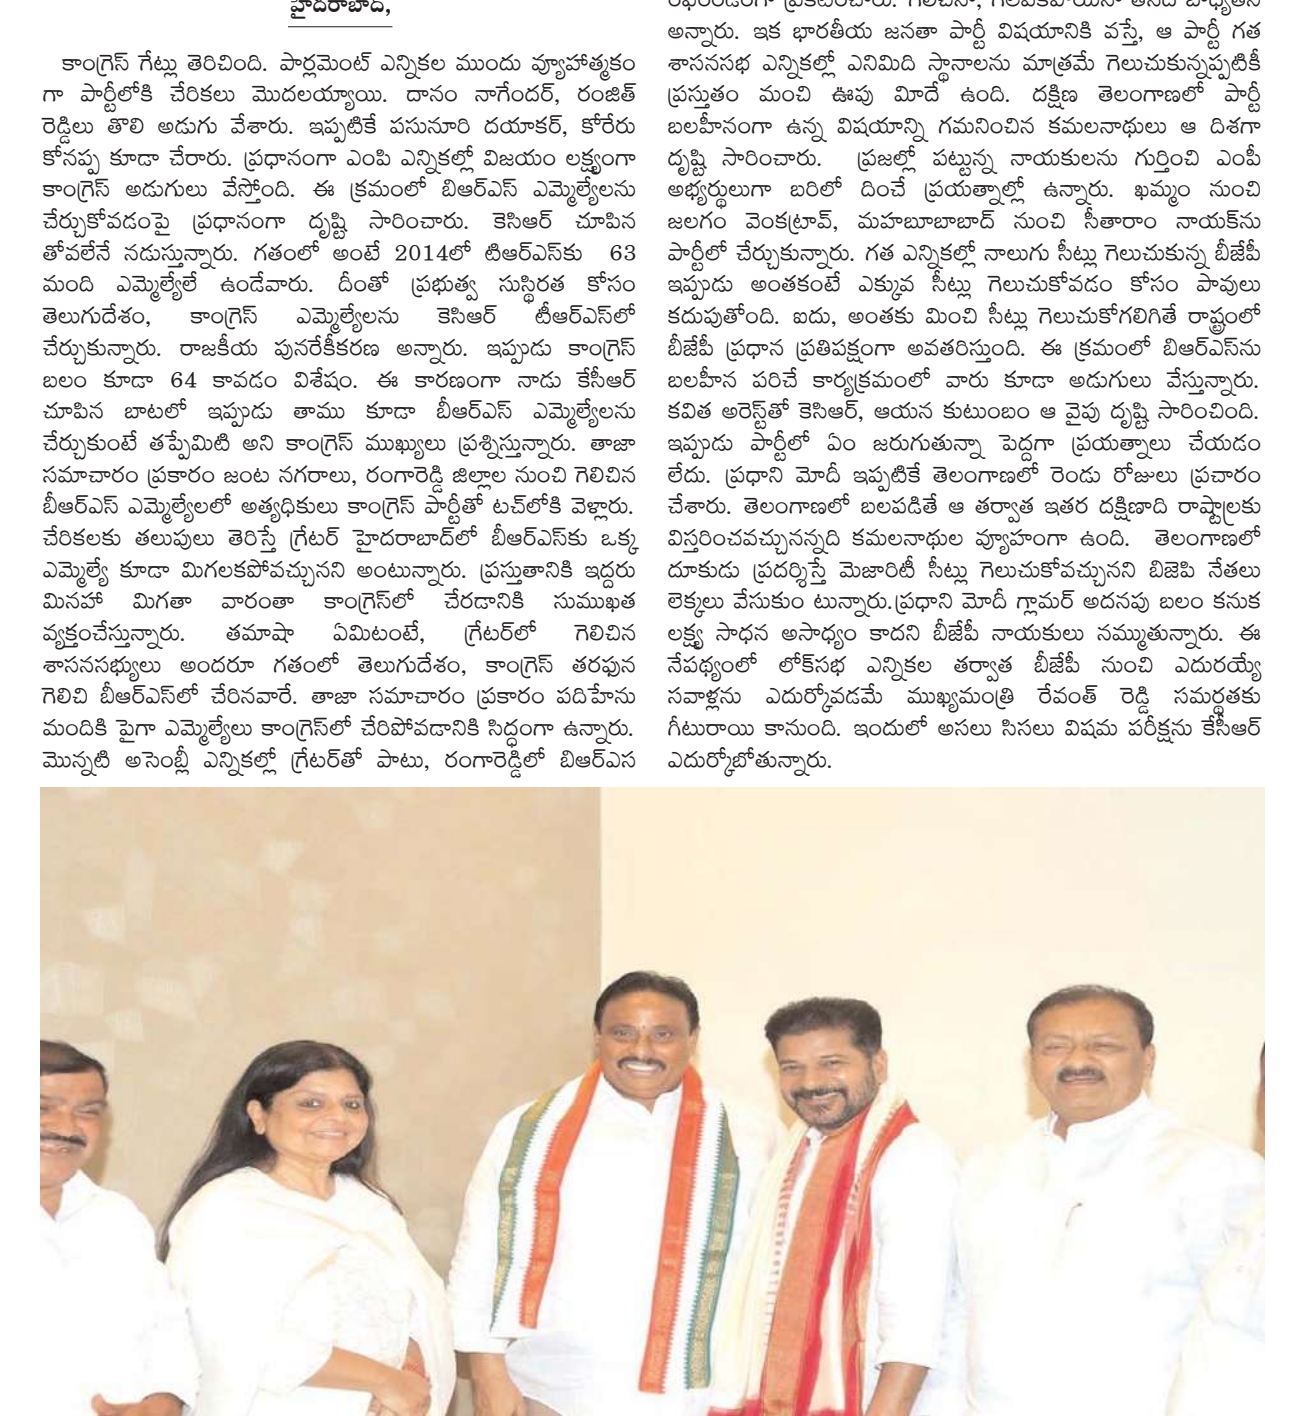 హైదరాబాద్,
కాంగ్రెస్ గేట్లు తెరిచింది. పార్లమెంట్ ఎన్నికల ముందు వ్యూహాత్మకం
గా పార్టీలోకి చేరికలు మొదలయ్యాయి. దానం నాగేందర్, రంజిత్
రెడ్డిలు తొలి అడుగు వేశారు. ఇప్పటికే పసునూరి దయాకర్, కోరేరు
కోనప్ప కూడా చేరారు. ప్రధానంగా ఎంపి ఎన్నికల్లో విజయం లక్ష్యంగా
కాంగ్రెస్ అడుగులు వేస్తోంది. ఈ క్రమంలో బిఆర్ఎస్ ఎమ్మెల్యేలను
చేర్చుకోవడంపై ప్రధానంగా దృష్టి సారించారు. కెసిఆర్ చూపిన
తోవలేనే నడుస్తున్నారు. గతంలో అంటే 2014లో టిఆర్ఎస్‌కు 63
మంది ఎమ్మెల్యేలే ఉండేవారు. దీంతో ప్రభుత్వ సుస్థిరత కోసం
తెలుగుదేశం, కాంగ్రెస్ ఎమ్మెల్యేలను కెసిఆర్ టీఆర్ఎస్‌లో
చేర్చుకున్నారు. రాజకీయ పునరేకీకరణ అన్నారు. ఇప్పుడు కాంగ్రెస్
బలం కూడా 64 కావడం విశేషం. ఈ కారణంగా నాడు కేసీఆర్
చూపిన బాటలో ఇప్పుడు తాము కూడా బీఆర్ఎస్ ఎమ్మెల్యేలను
చేర్చుకుంటే తప్పేమిటి అని కాంగ్రెస్ ముఖ్యులు ప్రశ్నిస్తున్నారు. తాజా
సమాచారం ప్రకారం జంట నగరాలు, రంగారెడ్డి జిల్లాల నుంచి గెలిచిన
బీఆర్ఎస్ ఎమ్మెల్యేలలో అత్యధికులు కాంగ్రెస్ పార్టీతో టచ్‌లోకి వెళ్లారు.
చేరికలకు తలుపులు తెరిస్తే గ్రేటర్ హైదరాబాద్‌లో బీఆర్ఎస్‌కు ఒక్క
ఎమ్మెల్యే కూడా మిగలకపోవచ్చునని అంటున్నారు. ప్రస్తుతానికి ఇద్దరు
మినహా మిగతా వారంతా కాంగ్రెస్‌లో చేరడానికి సుముఖత
వ్యక్తంచేస్తున్నారు. తమాషా ఏమిటంటే, గ్రేటర్‌లో గెలిచిన
శాసనసభ్యులు అందరూ గతంలో తెలుగుదేశం, కాంగ్రెస్ తరఫున
గెలిచి బీఆర్ఎస్‌లో చేరినవారే. తాజా సమాచారం ప్రకారం పదిహేను
మందికి పైగా ఎమ్మెల్యేలు కాంగ్రెస్‌లో చేరిపోవడానికి సిద్ధంగా ఉన్నారు.
మొన్నటి అసెంబ్లీ ఎన్నికల్లో గ్రేటర్‌తో పాటు, రంగారెడ్డిలో బిఆర్ఎస
అన్నారు. ఇక భారతీయ జనతా పార్టీ విషయానికి వస్తే, ఆ పార్టీ గత
శాసనసభ ఎన్నికల్లో ఎనిమిది స్థానాలను మాత్రమే గెలుచుకున్నప్పటికీ
ప్రస్తుతం మంచి ఊపు మీదే ఉంది. దక్షిణ తెలంగాణలో పార్టీ
బలహీనంగా ఉన్న విషయాన్ని గమనించిన కమలనాథులు ఆ దిశగా
దృష్టి సారించారు. ప్రజల్లో పట్టున్న నాయకులను గుర్తించి ఎంపీ
అభ్యర్థులుగా బరిలో దించే ప్రయత్నాల్లో ఉన్నారు. ఖమ్మం నుంచి
జలగం వెంకట్రావ్, మహబూబాబాద్ నుంచి సీతారాం నాయక్‌ను
పార్టీలో చేర్చుకున్నారు. గత ఎన్నికల్లో నాలుగు సీట్లు గెలుచుకున్న బీజేపీ
ఇప్పుడు అంతకంటే ఎక్కువ సీట్లు గెలుచుకోవడం కోసం పావులు
కదుపుతోంది. ఐదు, అంతకు మించి సీట్లు గెలుచుకోగలిగితే రాష్ట్రంలో
బీజేపీ ప్రధాన ప్రతిపక్షంగా అవతరిస్తుంది. ఈ క్రమంలో బిఆర్ఎస్‌ను
బలహీన పరిచే కార్యక్రమంలో వారు కూడా అడుగులు వేస్తున్నారు.
కవిత అరెస్ట్‌తో కెసిఆర్, ఆయన కుటుంబం ఆ వైపు దృష్టి సారించింది.
ఇప్పుడు పార్టీలో ఏం జరుగుతున్నా పెద్దగా ప్రయత్నాలు చేయడం
లేదు. ప్రధాని మోదీ ఇప్పటికే తెలంగాణలో రెండు రోజులు ప్రచారం
చేశారు. తెలంగాణలో బలపడితే ఆ తర్వాత ఇతర దక్షిణాది రాష్ట్రాలకు
విస్తరించవచ్చునన్నది కమలనాథుల వ్యూహంగా ఉంది. తెలంగాణలో
దూకుడు ప్రదర్శిస్తే మెజారిటీ సీట్లు గెలుచుకోవచ్చునని బిజెపి నేతలు
లెక్కలు వేసుకుం టున్నారు.ప్రధాని మోదీ గ్లామర్ అదనపు బలం కనుక
లక్ష్య సాధన అసాధ్యం కాదని బీజేపీ నాయకులు నమ్ముతున్నారు. ఈ
నేపథ్యంలో లోక్‌సభ ఎన్నికల తర్వాత బీజేపీ నుంచి ఎదురయ్యే
సవాళ్లను ఎదుర్కోవడమే ముఖ్యమంత్రి రేవంత్ రెడ్డి సమర్థతకు
గీటురాయి కానుంది. ఇందులో అసలు సిసలు విషమ పరీక్షను కేసీఆర్
ఎదుర్కోబోతున్నారు.